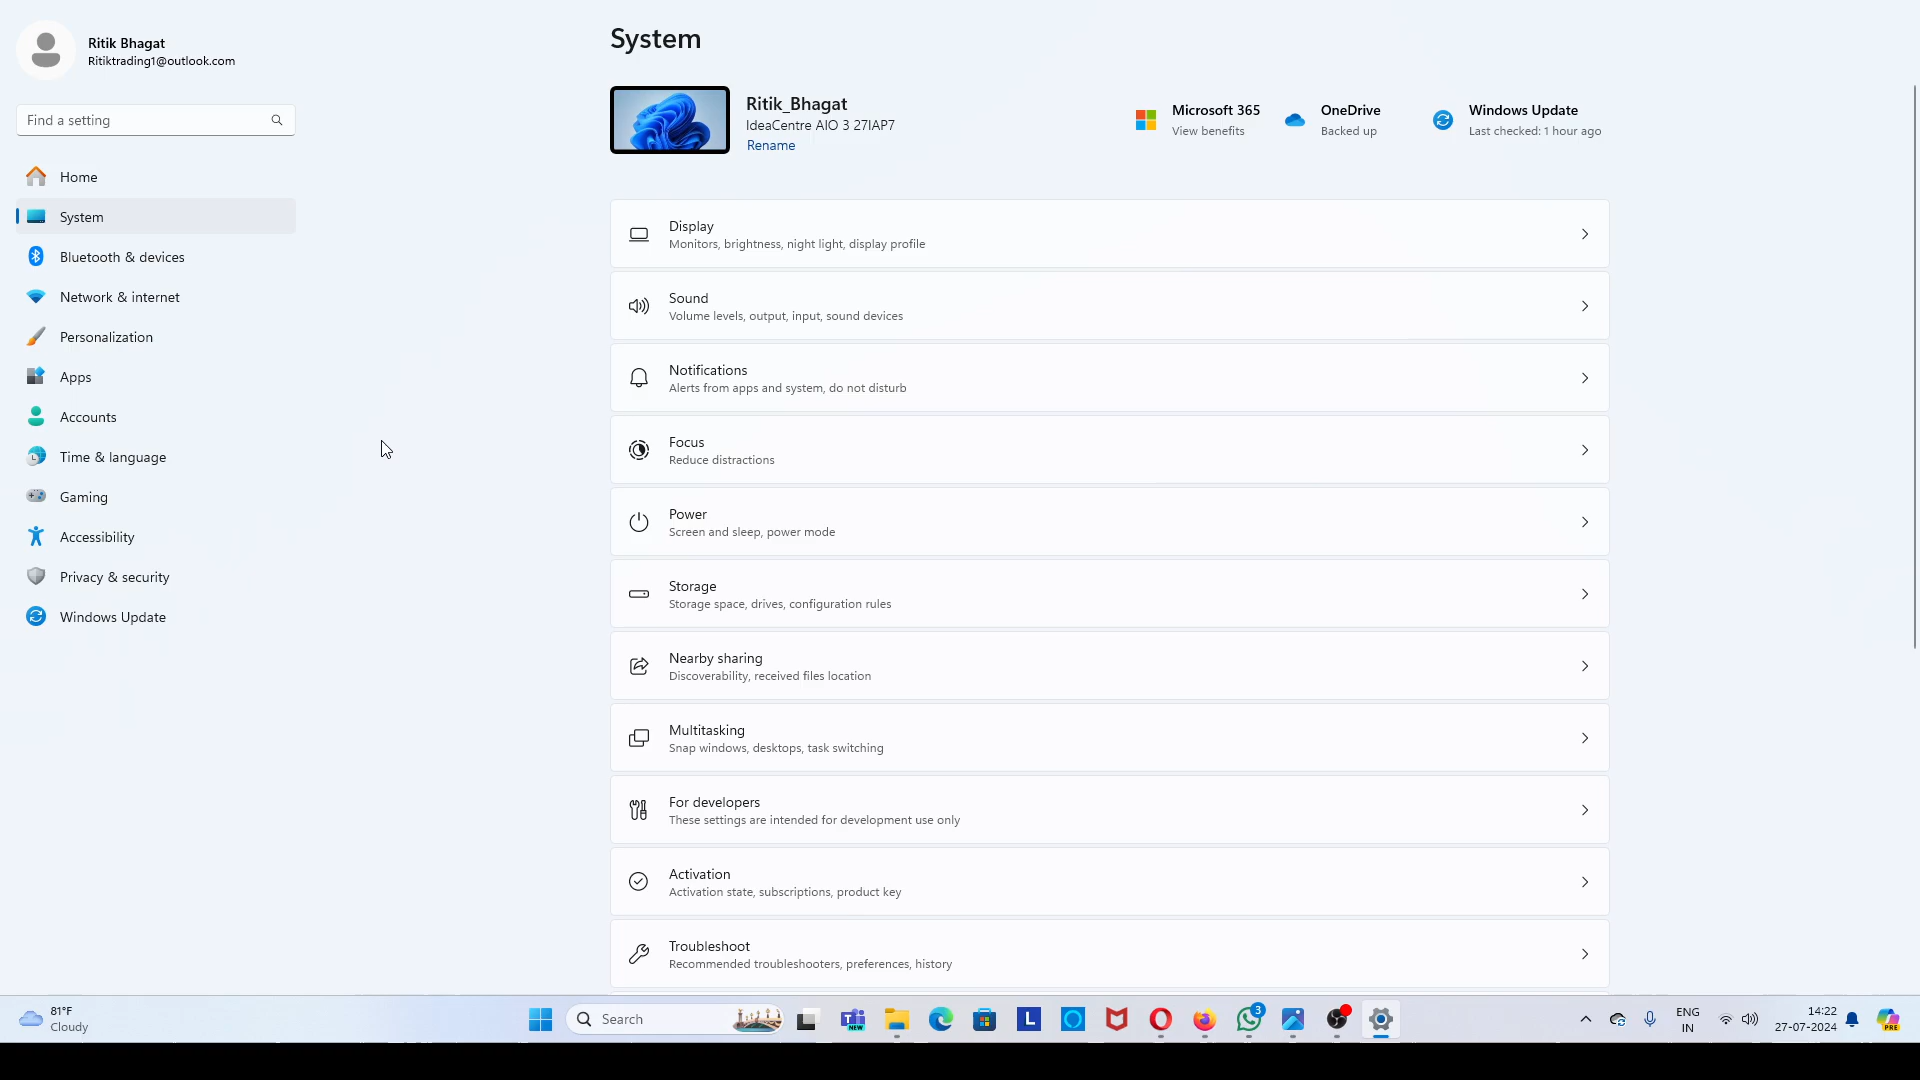 Ritik Bhagat
Ritiktrading1@outlook.com
Find a setting
Home
System
Bluetooth & devices
Network & internet
Personalization
Apps
Accounts
Time & language
Gaming
Accessibility
Privacy & security
Windows Update
System
Ritik_Bhagat
IdeaCentre AIO 3 27IAP7
Rename
Microsoft 365
View benefits
OneDrive
Backed up
Windows Update
Last checked: 1 hour ago
Display
Monitors, brightness, night light, display profile
Sound
Volume levels, output, input, sound devices
Notifications
Alerts from apps and system, do not disturb
Focus
Reduce distractions
Power
Screen and sleep, power mode
Storage
Storage space, drives, configuration rules
Nearby sharing
Discoverability, received files location
Multitasking
Snap windows, desktops, task switching
For developers
These settings are intended for development use only
Activation
Activation state, subscriptions, product key
Troubleshoot
Recommended troubleshooters, preferences, history
81°F
Cloudy
Search
NEW
L
3
ENG
IN
14:22
27-07-2024
PRE